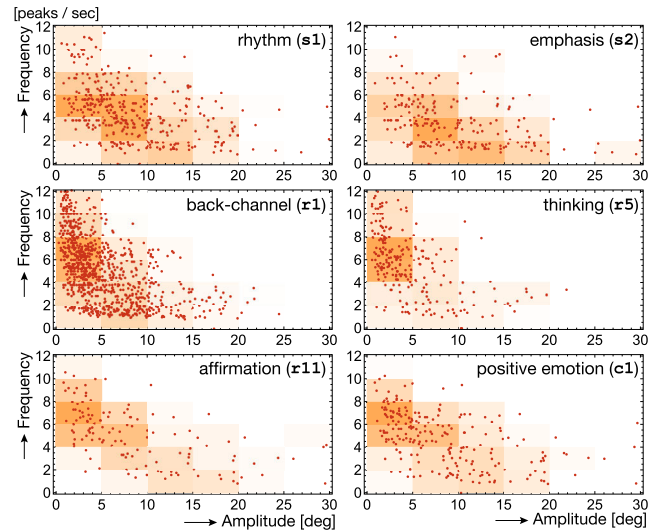 [peaks / sec]
rhythm (s1)
emphasis (s2)
Frequency
12
10
8
6
4
2
0
0 5 10 15 20 25 30
12
10
8
6
4
2
0
0 5 10 15 20 25 30
back-channel (r1)
thinking (r5)
Frequency
12
10
8
6
4
2
0
0 5 10 15 20 25 30
12
10
8
6
4
2
0
0 5 10 15 20 25 30
affirmation (r11)
positive emotion (c1)
Frequency
12
10
8
6
4
2
0
0 5 10 15 20 25 30
12
10
8
6
4
2
0
0 5 10 15 20 25 30
Amplitude [deg]
Amplitude [deg]